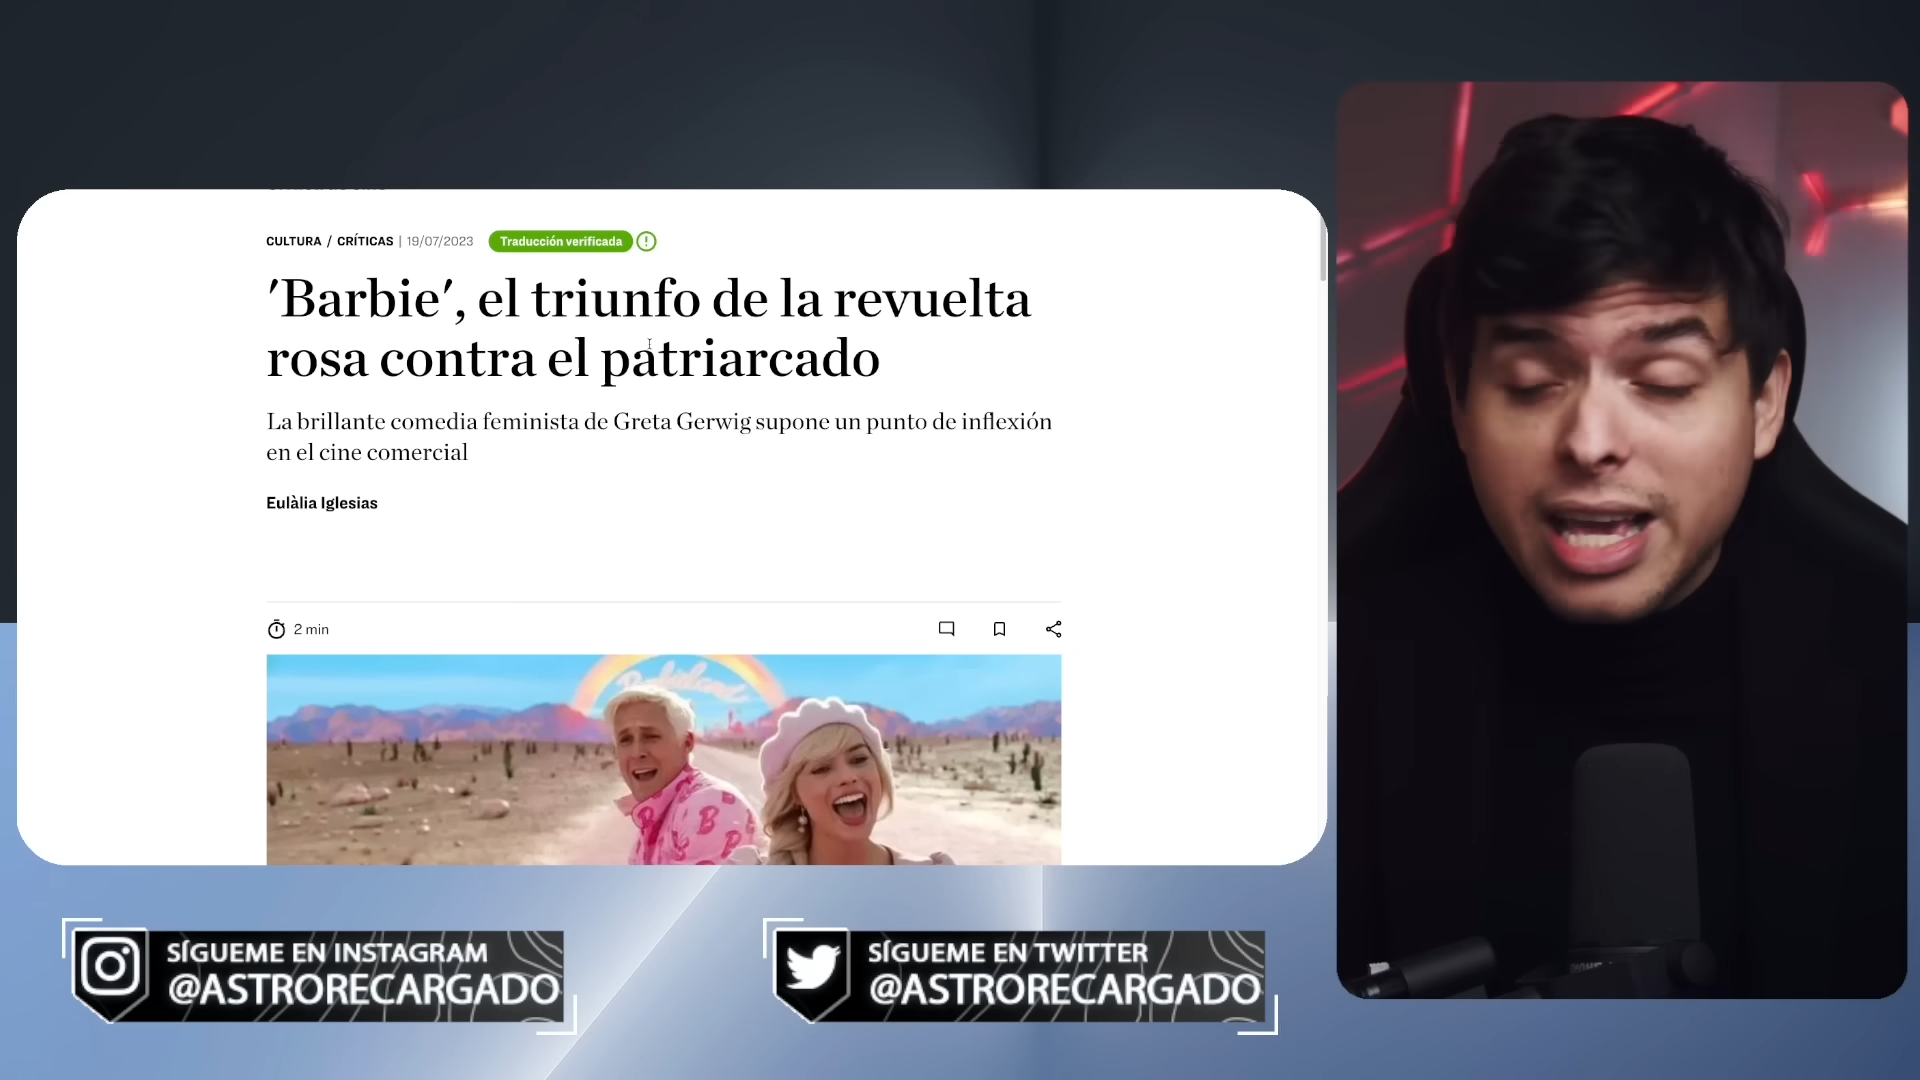 CULTURA / CRÍTICAS | 19/07/2023 Traducción verificada
'Barbie', el triunfo de la revuelta
rosa contra el patriarcado
La brillante comedia feminista de Greta Gerwig supone un punto de inflexión
en el cine comercial
Eulàlia Iglesias
2 min
SÍGUEME EN INSTAGRAM
@ASTRORECARGADO
SÍGUEME EN TWITTER
@ASTRORECARGADO